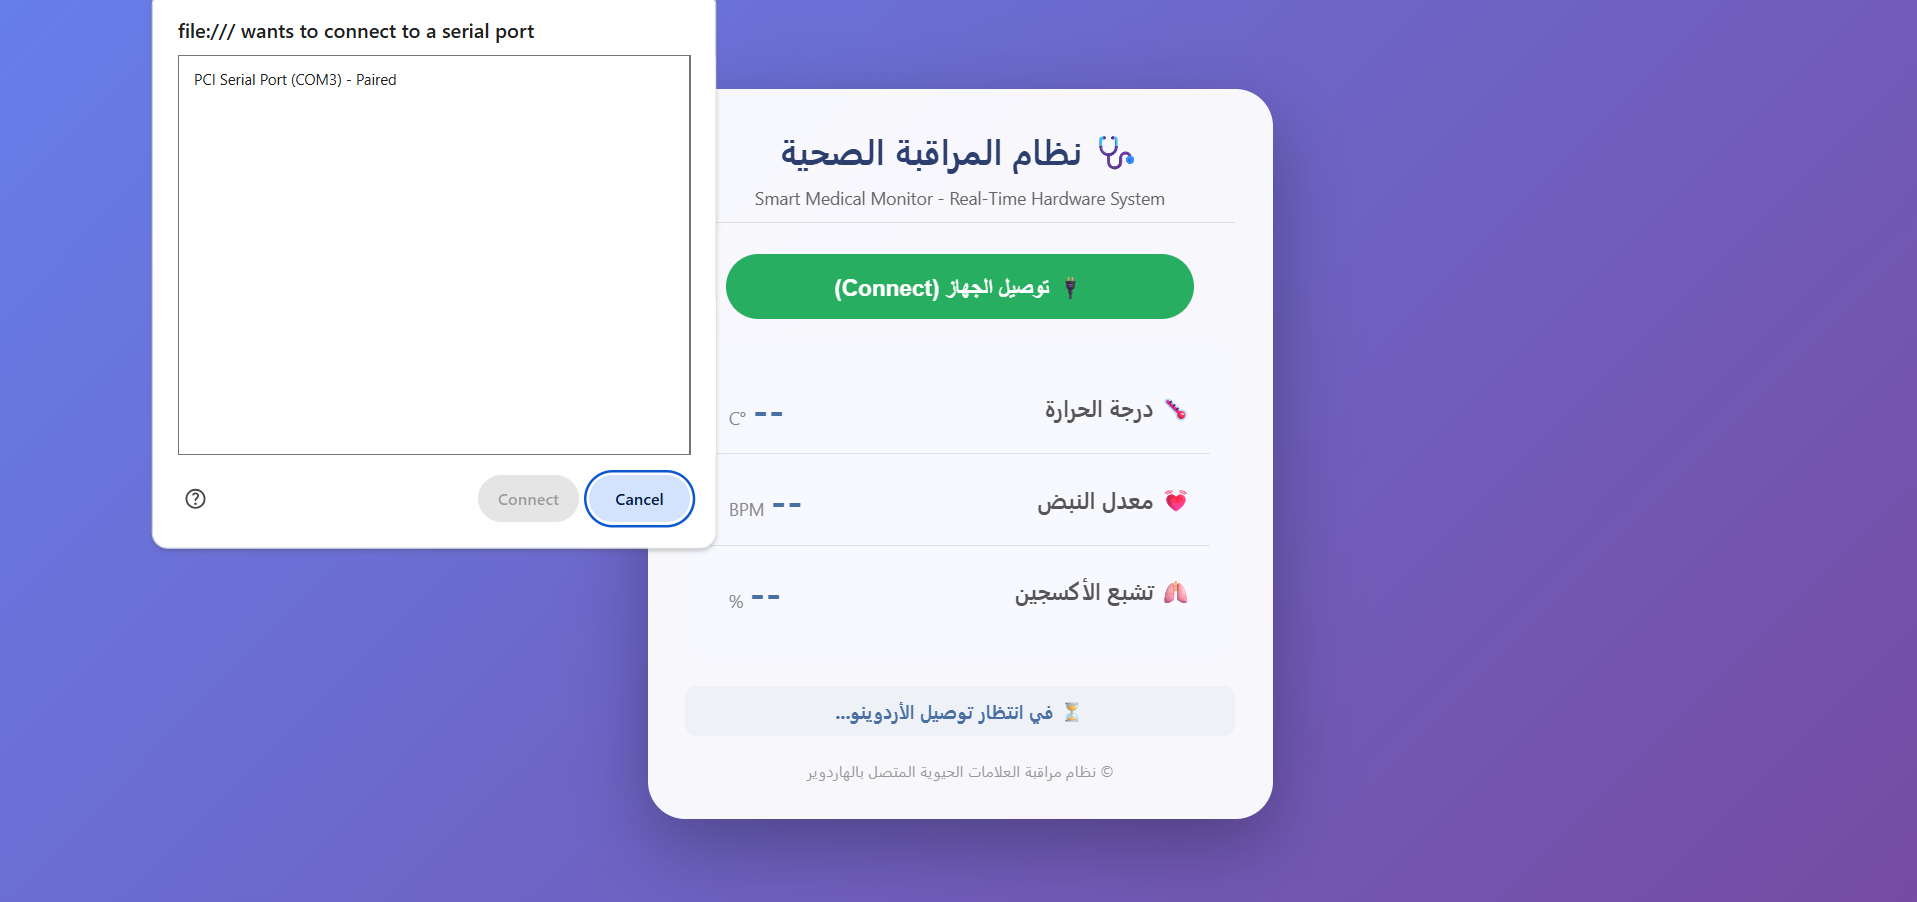 file:/// wants to connect to a serial port
PCI Serial Port (COM3) - Paired
Connect
Cancel
نظام المراقبة الصحية
Smart Medical Monitor - Real-Time Hardware System
توصيل الجهاز (Connect)
درجة الحرارة
-- C°
معدل النبض
-- BPM
تشبع الأكسجين
-- %
في انتظار توصيل الأردوينو...
© نظام مراقبة العلامات الحيوية المتصل بالهاردوير